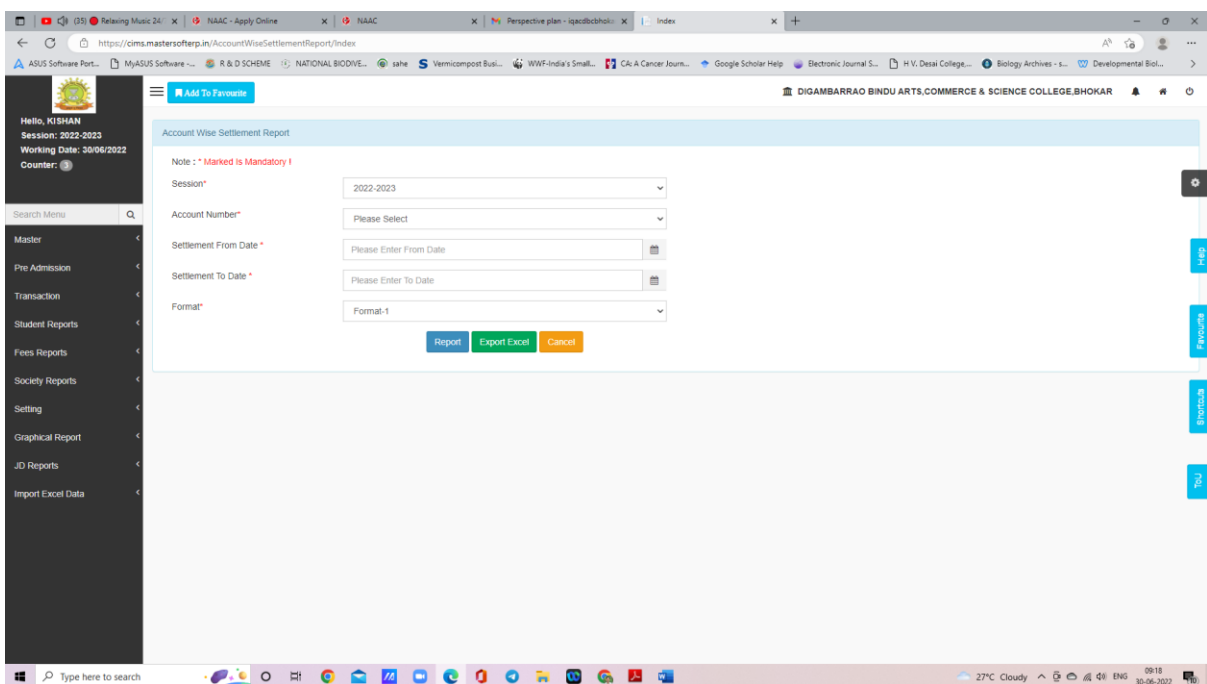 (35) Relaxing Music 24/
NAAC - Apply Online
NAAC
Perspective plan - iqacdbcbhoka
Index
https://cims.mastersofterp.in/AccountWiseSettlementReport/Index
ASUS Software Port...
MyASUS Software -...
R & D SCHEME
NATIONAL BIODIVE...
sahe
Vermicompost Busi...
WWF-India's Small...
CA: A Cancer Journ...
Google Scholar Help
Electronic Journal S...
H V. Desai College,...
Biology Archives - s...
Developmental Biol...
Add To Favourite
DIGAMBARRAO BINDU ARTS,COMMERCE & SCIENCE COLLEGE,BHOKAR
Hello, KISHAN
Session: 2022-2023
Working Date: 30/06/2022
Counter: 3
Search Menu
Master
Pre Admission
Transaction
Student Reports
Fees Reports
Society Reports
Setting
Graphical Report
JD Reports
Import Excel Data
Account Wise Settlement Report
Note : * Marked Is Mandatory !
Session*
2022-2023
Account Number*
Please Select
Settlement From Date *
Please Enter From Date
Settlement To Date *
Please Enter To Date
Format*
Format-1
Report
Export Excel
Cancel
Help
Favourite
Shortcuts
ToU
Type here to search
27°C Cloudy
ENG
09:18
30-06-2022